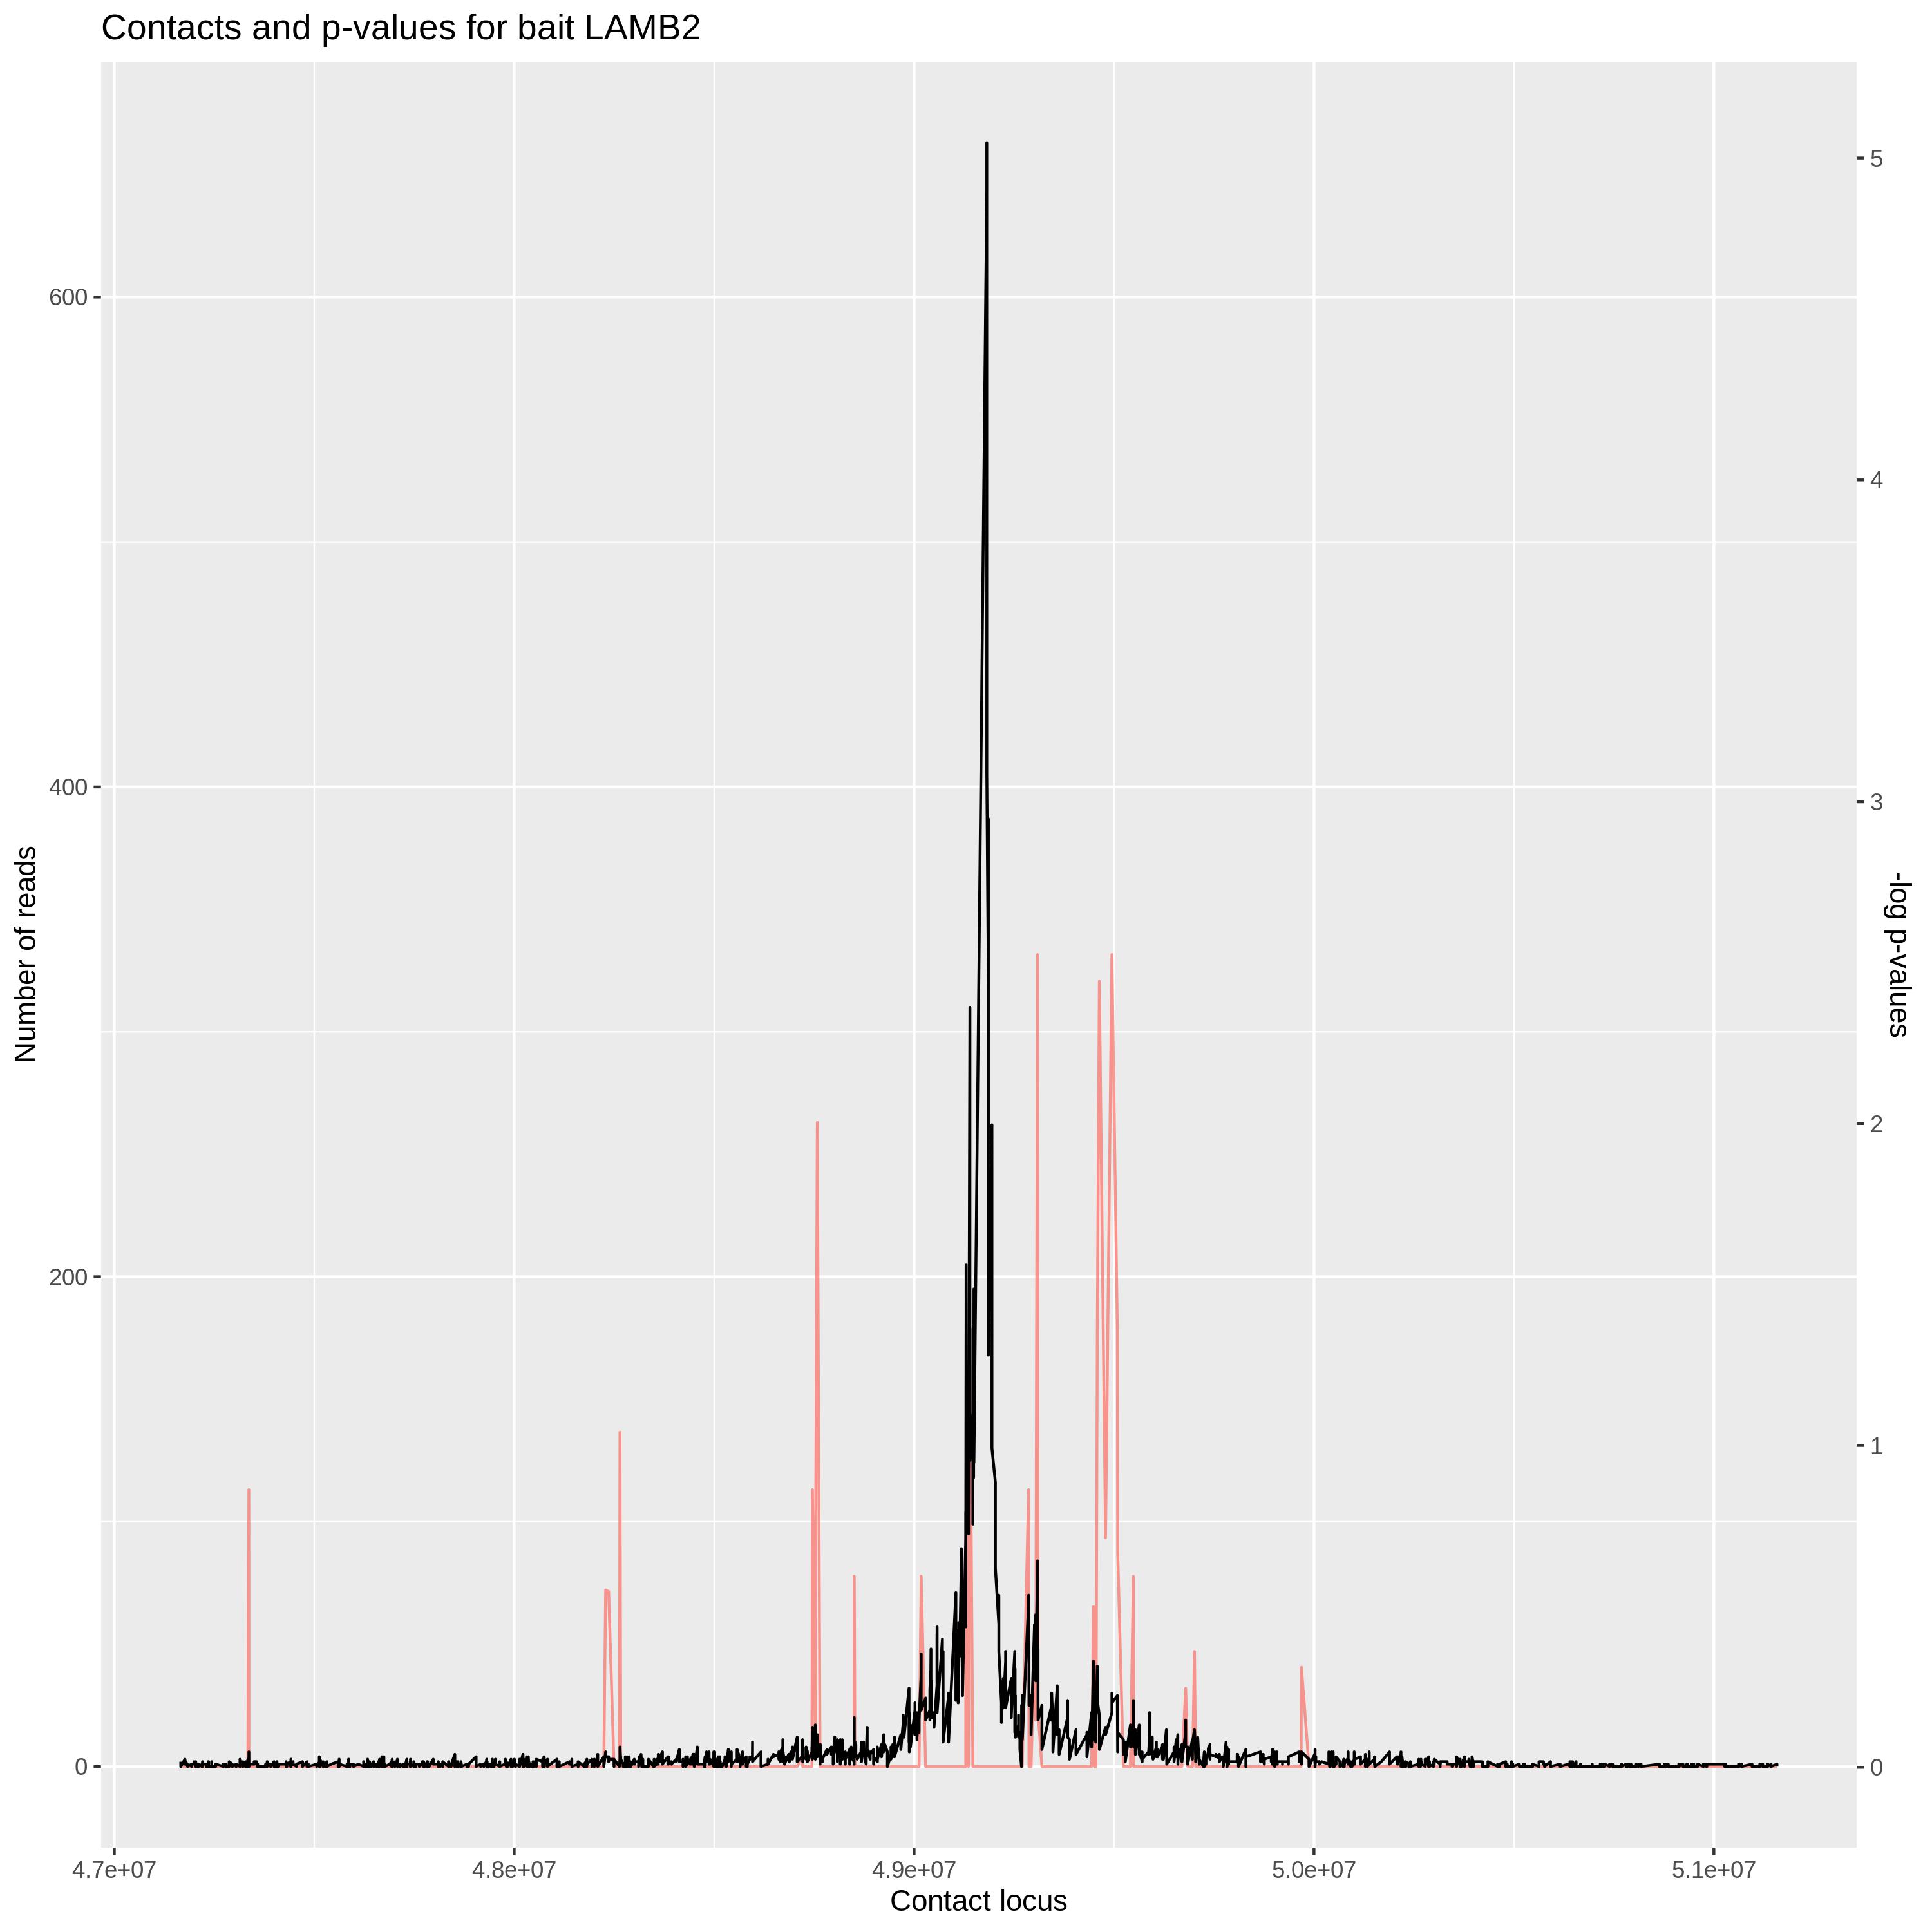 Contacts and p-values for bait LAMB2
Number of reads
600
400
200
0
5
4
3
2
1
0
-log p-values
4.7e+07
4.8e+07
4.9e+07
5.0e+07
5.1e+07
Contact locus